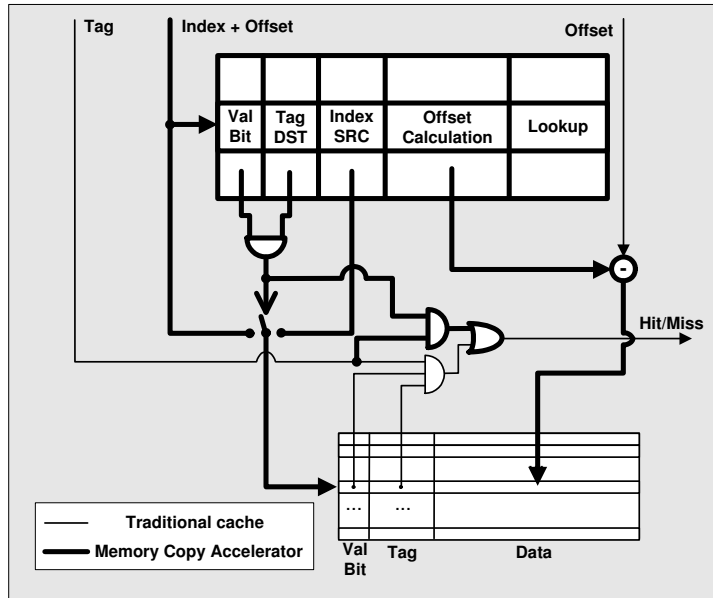 Tag
Index + Offset
Offset
Val
Bit
Tag
DST
Index
SRC
Offset
Calculation
Lookup
-
Hit/Miss
...
...
Val
Bit
Tag
Data
Traditional cache
Memory Copy Accelerator